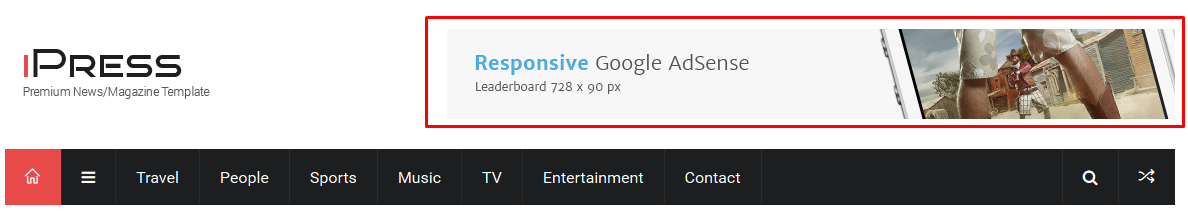 iPRESS
Premium News/Magazine Template
Responsive Google AdSense
Leaderboard 728 x 90 px
Travel People Sports Music TV Entertainment Contact